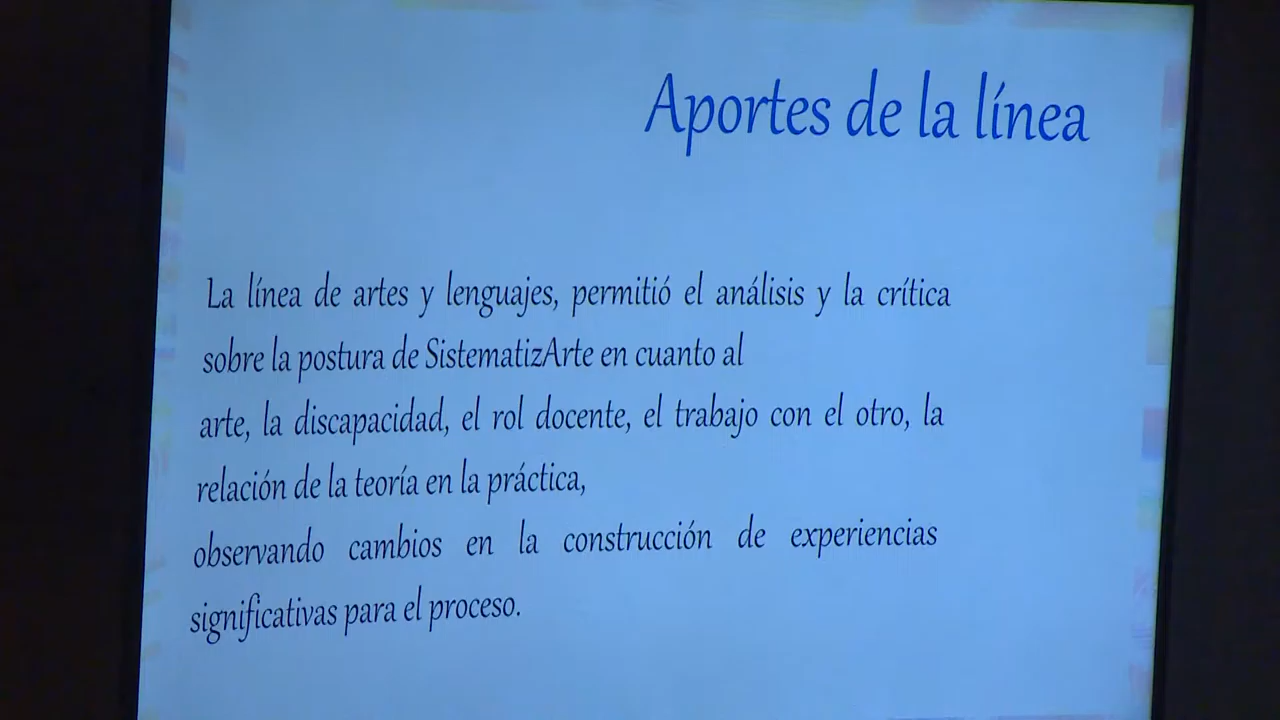 Aportes de la línea
La línea de artes y lenguajes, permitió el análisis y la crítica
sobre la postura de SistematizArte en cuanto al
arte, la discapacidad, el rol docente, el trabajo con el otro, la
relación de la teoría en la práctica,
observando cambios en la construcción de experiencias
significativas para el proceso.